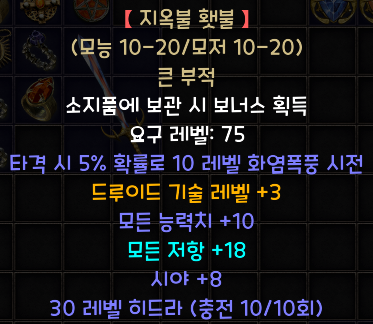 【 지옥불 횃불 】
(모능 10-20/모저 10-20)
큰 부적
소지품에 보관 시 보너스 획득
요구 레벨: 75
타격 시 5% 확률로 10 레벨 화염폭풍 시전
드루이드 기술 레벨 +3
모든 능력치 +10
모든 저항 +18
시야 +8
30 레벨 히드라 (충전 10/10회)